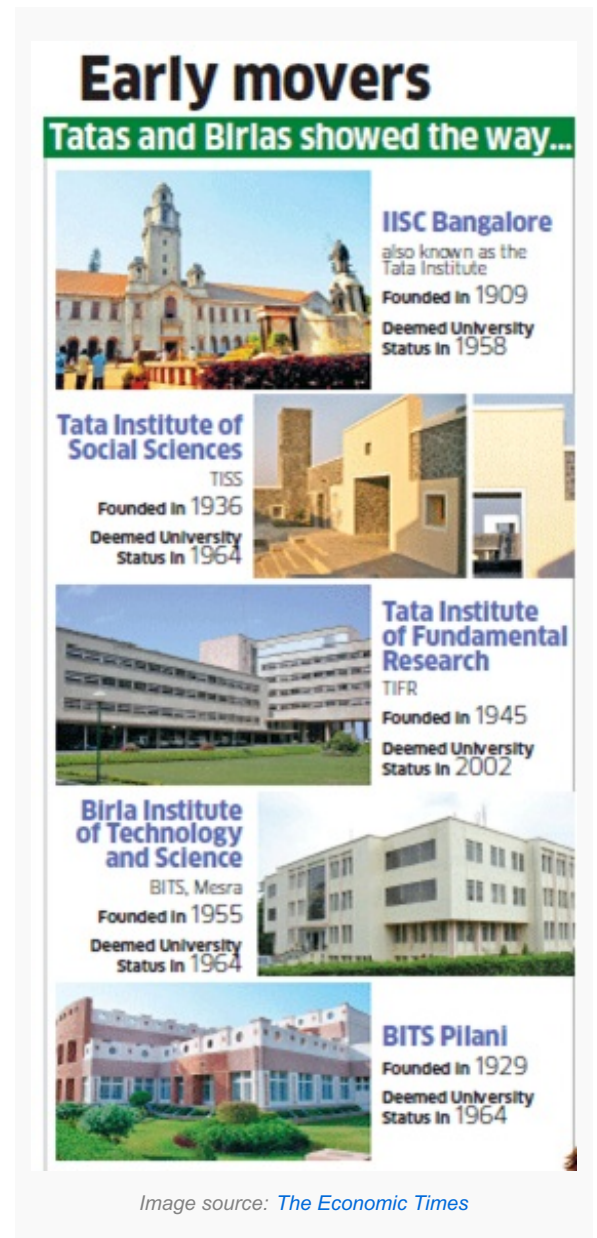 Early movers
Tatas and Birlas showed the way...
IISC Bangalore
also known as the
Tata Institute
Founded in 1909
Deemed University
Status in 1958
Tata Institute of
Social Sciences
TISS
Founded in 1936
Deemed University
Status in 1964
Tata Institute
of Fundamental
Research
TIFR
Founded in 1945
Deemed University
Status in 2002
Birla Institute
of Technology
and Science
BITS, Mesra
Founded in 1955
Deemed University
Status in 1964
BITS Pilani
Founded in 1929
Deemed University
Status in 1964
Image source: The Economic Times